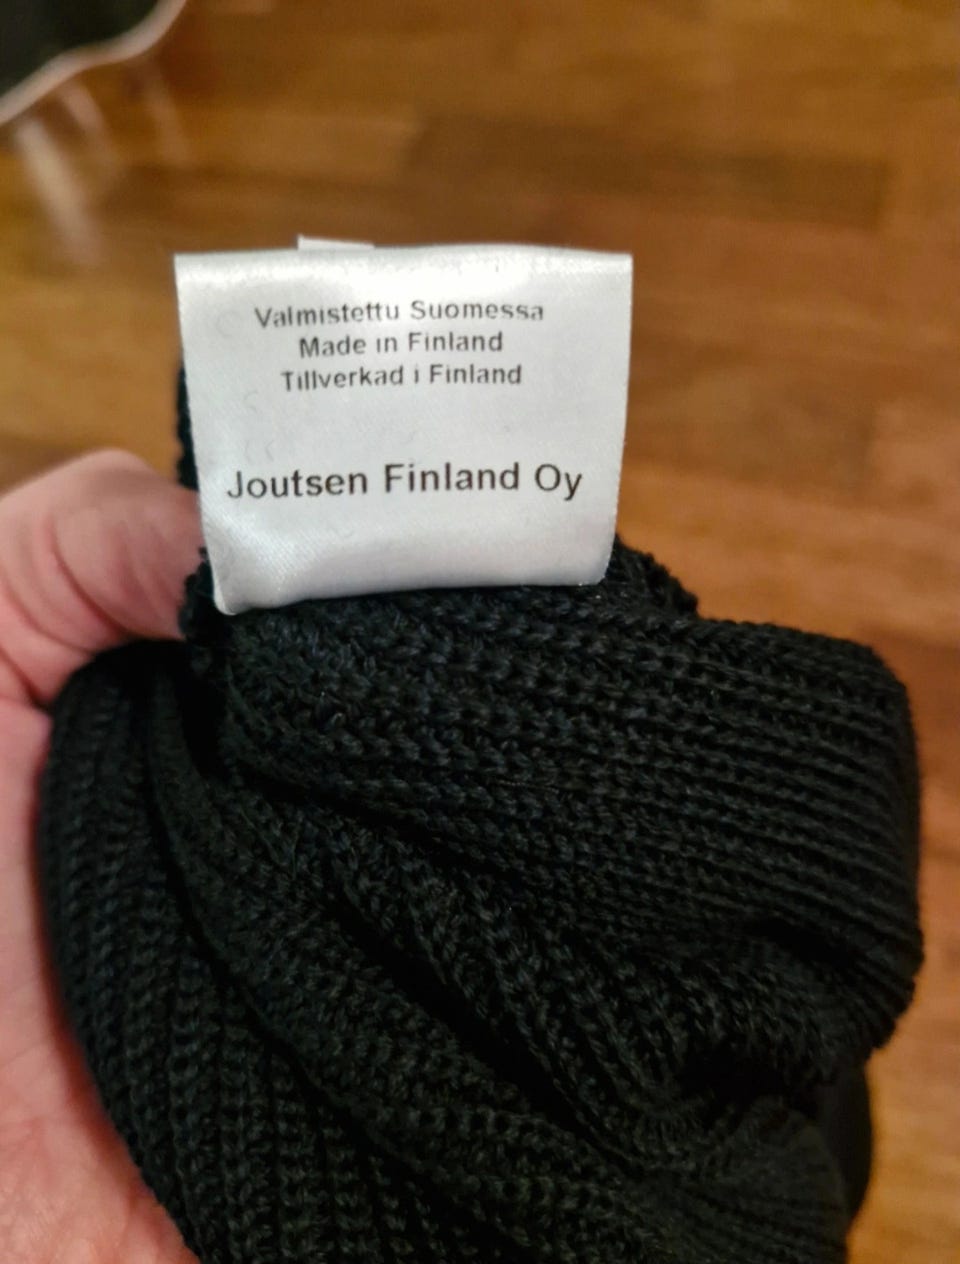 Valmistettu Suomessa
Made in Finland
Tillverkad i Finland
Joutsen Finland Oy